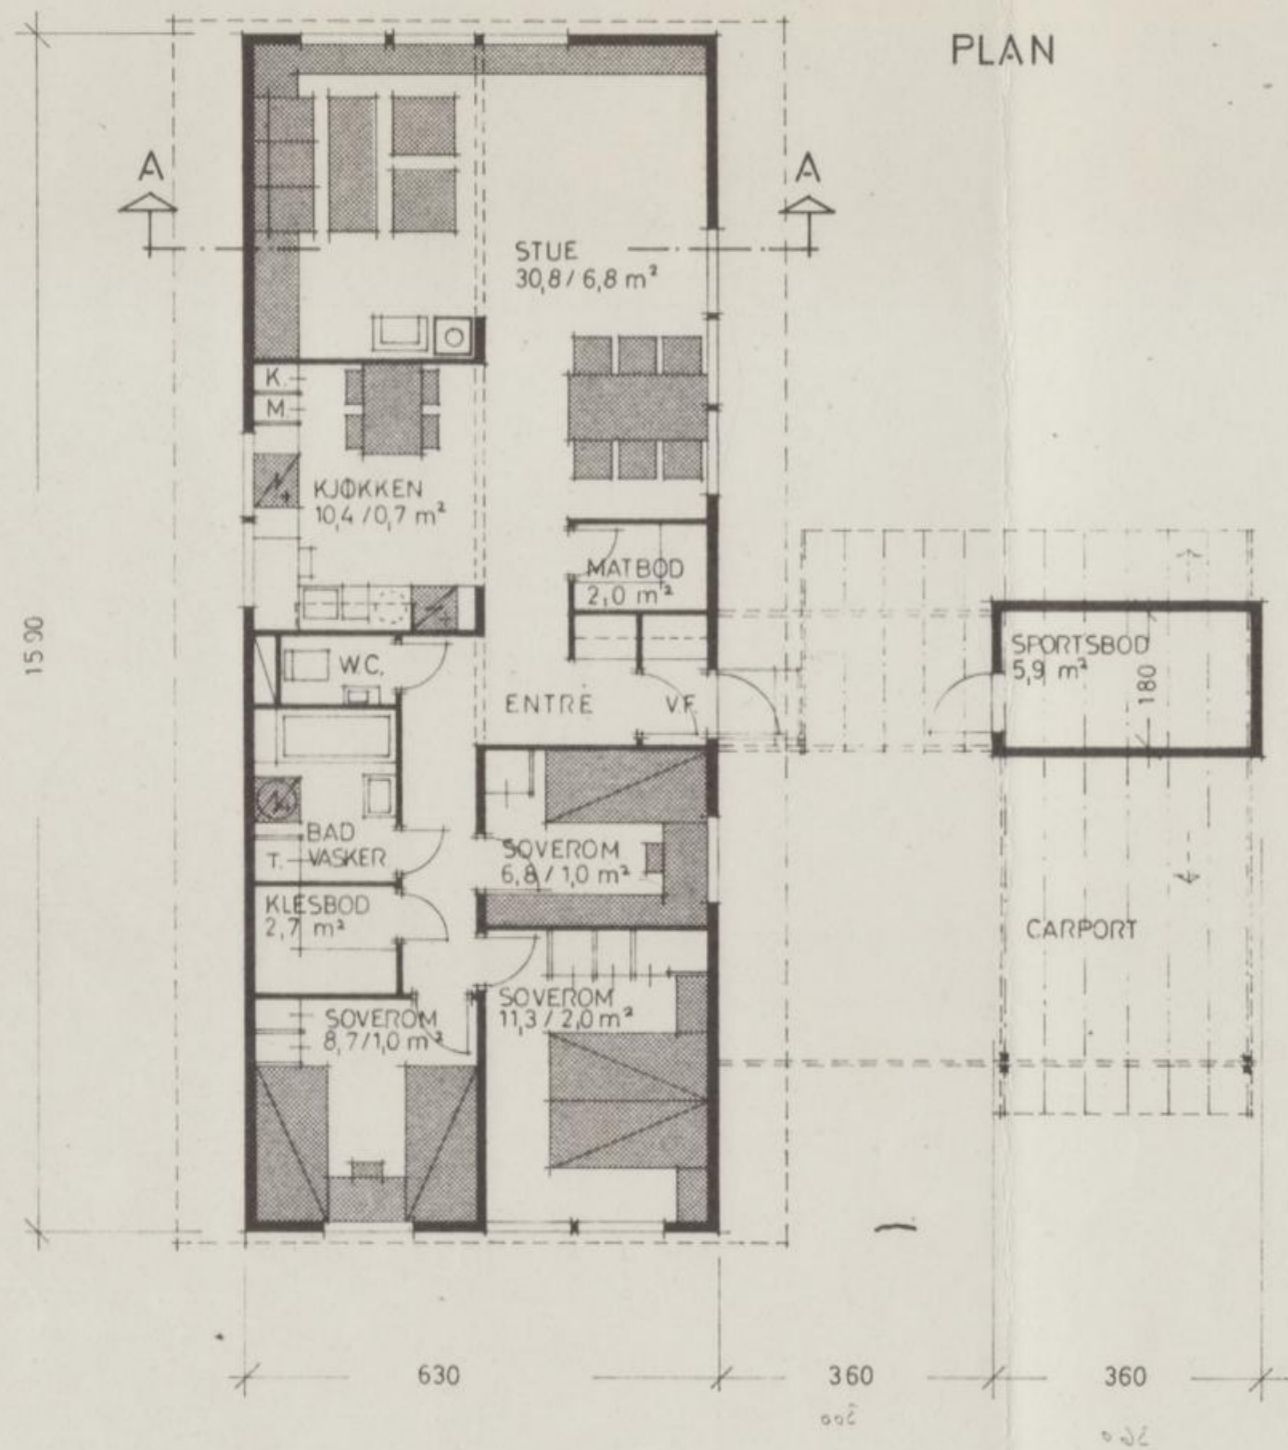 PLAN
A
A
STUE
30,8 / 6,8 m²
K.
M.
KJØKKEN
10,4 / 0,7 m²
MATBOD
2,0 m²
1590
W.C.
ENTRÉ
V.F.
SPORTSBOD
5,9 m²
180
BAD
VASKER
T.
SOVEROM
6,8 / 1,0 m²
KLESBOD
2,7 m²
CARPORT
SOVEROM
11,3 / 2,0 m²
SOVEROM
8,7/1,0 m²
630
360
360